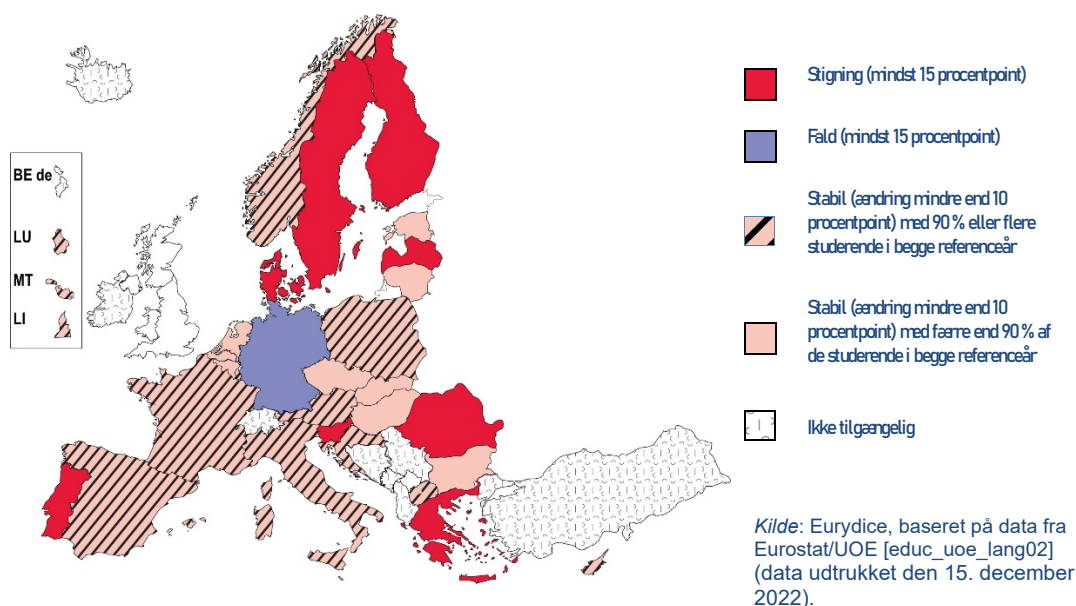 BE de
LU
MT
LI
Stigning (mindst 15 procentpoint)
Fald (mindst 15 procentpoint)
Stabil (ændring mindre end 10
procentpoint) med 90 % eller flere
studerende i begge referenceår
Stabil (ændring mindre end 10
procentpoint) med færre end 90 % af
de studerende i begge referenceår
Ikke tilgængelig
Kilde: Eurydice, baseret på data fra
Eurostat/UOE [educ_uoe_lang02]
(data udtrukket den 15. december
2022).